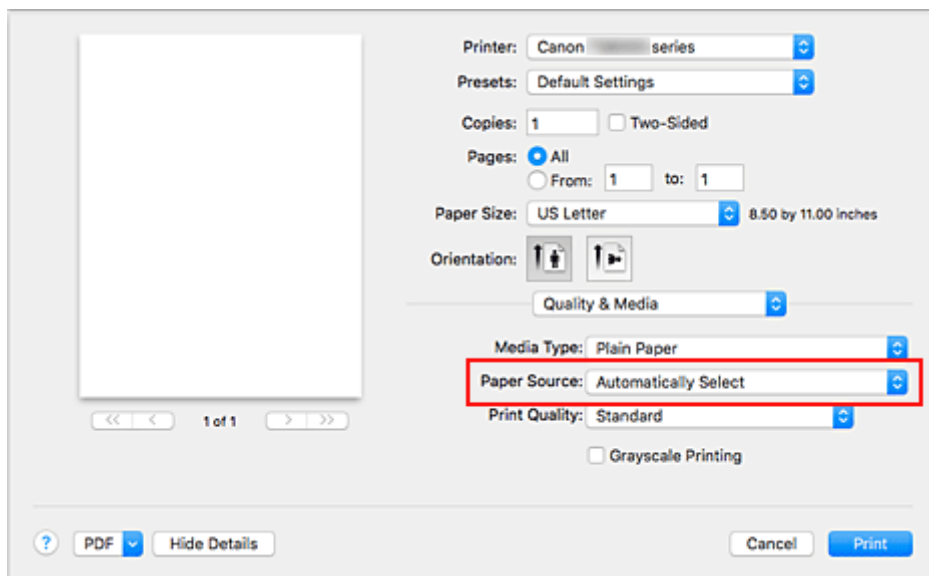 Printer: Canon series
Presets: Default Settings
Copies: 1 Two-Sided
Pages: All
From: 1 to: 1
Paper Size: US Letter 8.50 by 11.00 inches
Orientation:
Quality & Media
Media Type: Plain Paper
Paper Source: Automatically Select
Print Quality: Standard
Grayscale Printing
1 of 1
? PDF Hide Details Cancel Print